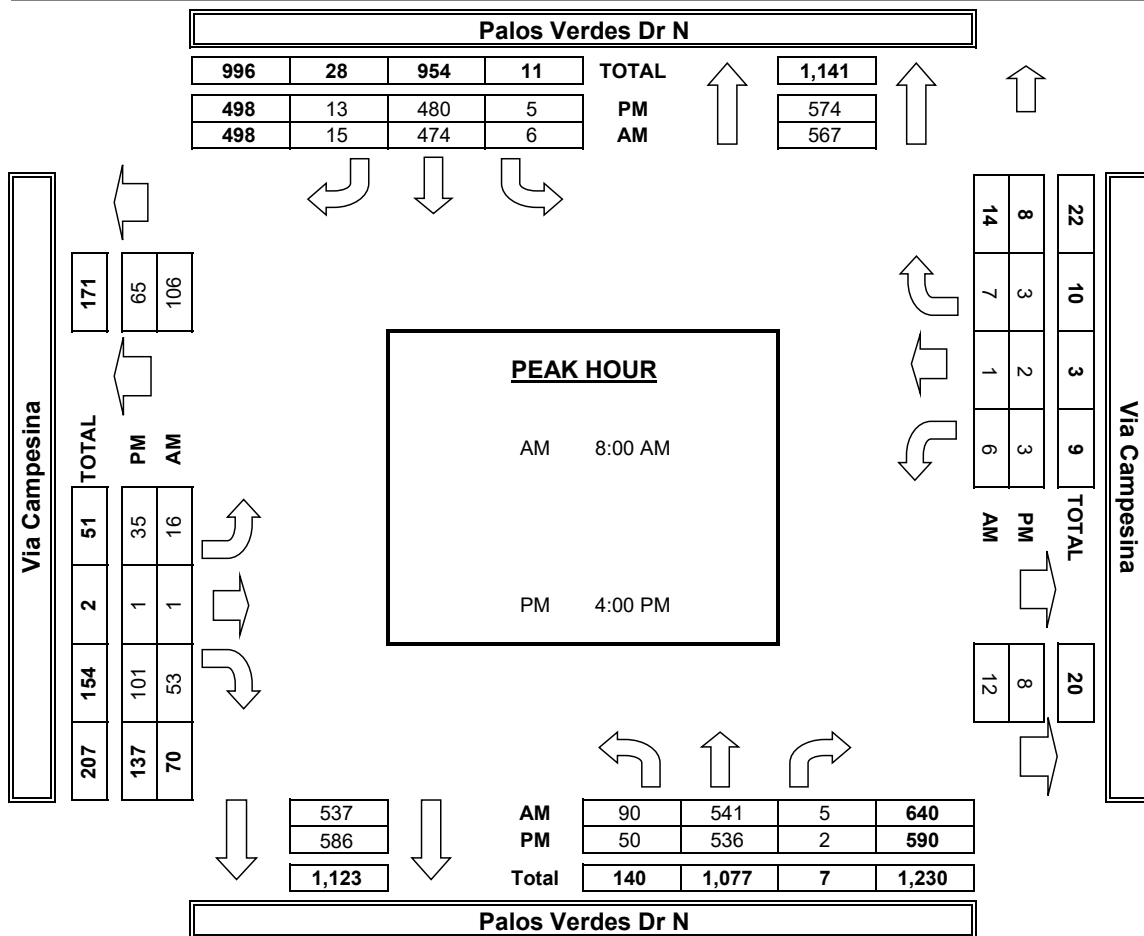 Palos Verdes Dr N
996 28 954 11 TOTAL 1,141
498 13 480 5 PM 574
498 15 474 6 AM 567
Via Campesina
171
65
106
TOTAL PM AM
51 35 16
2 1 1
154 101 53
207 137 70
PEAK HOUR
AM 8:00 AM
PM 4:00 PM
14 8 22
7 3 10
1 2 3
6 3 9
AM PM TOTAL
12 8 20
Via Campesina
537 AM 90 541 5 640
586 PM 50 536 2 590
1,123 Total 140 1,077 7 1,230
Palos Verdes Dr N